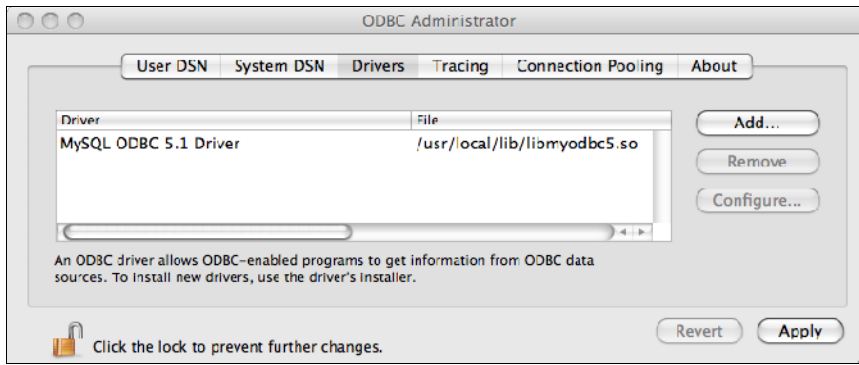 ODBC Administrator
User DSN System DSN Drivers Tracing Connection Pooling About
Driver File
MySQL ODBC 5.1 Driver /usr/local/lib/libmyodbc5.so
Add...
Remove
Configure...
An ODBC driver allows ODBC-enabled programs to get information from ODBC data
sources. To install new drivers, use the driver's installer.
Revert Apply
Click the lock to prevent further changes.